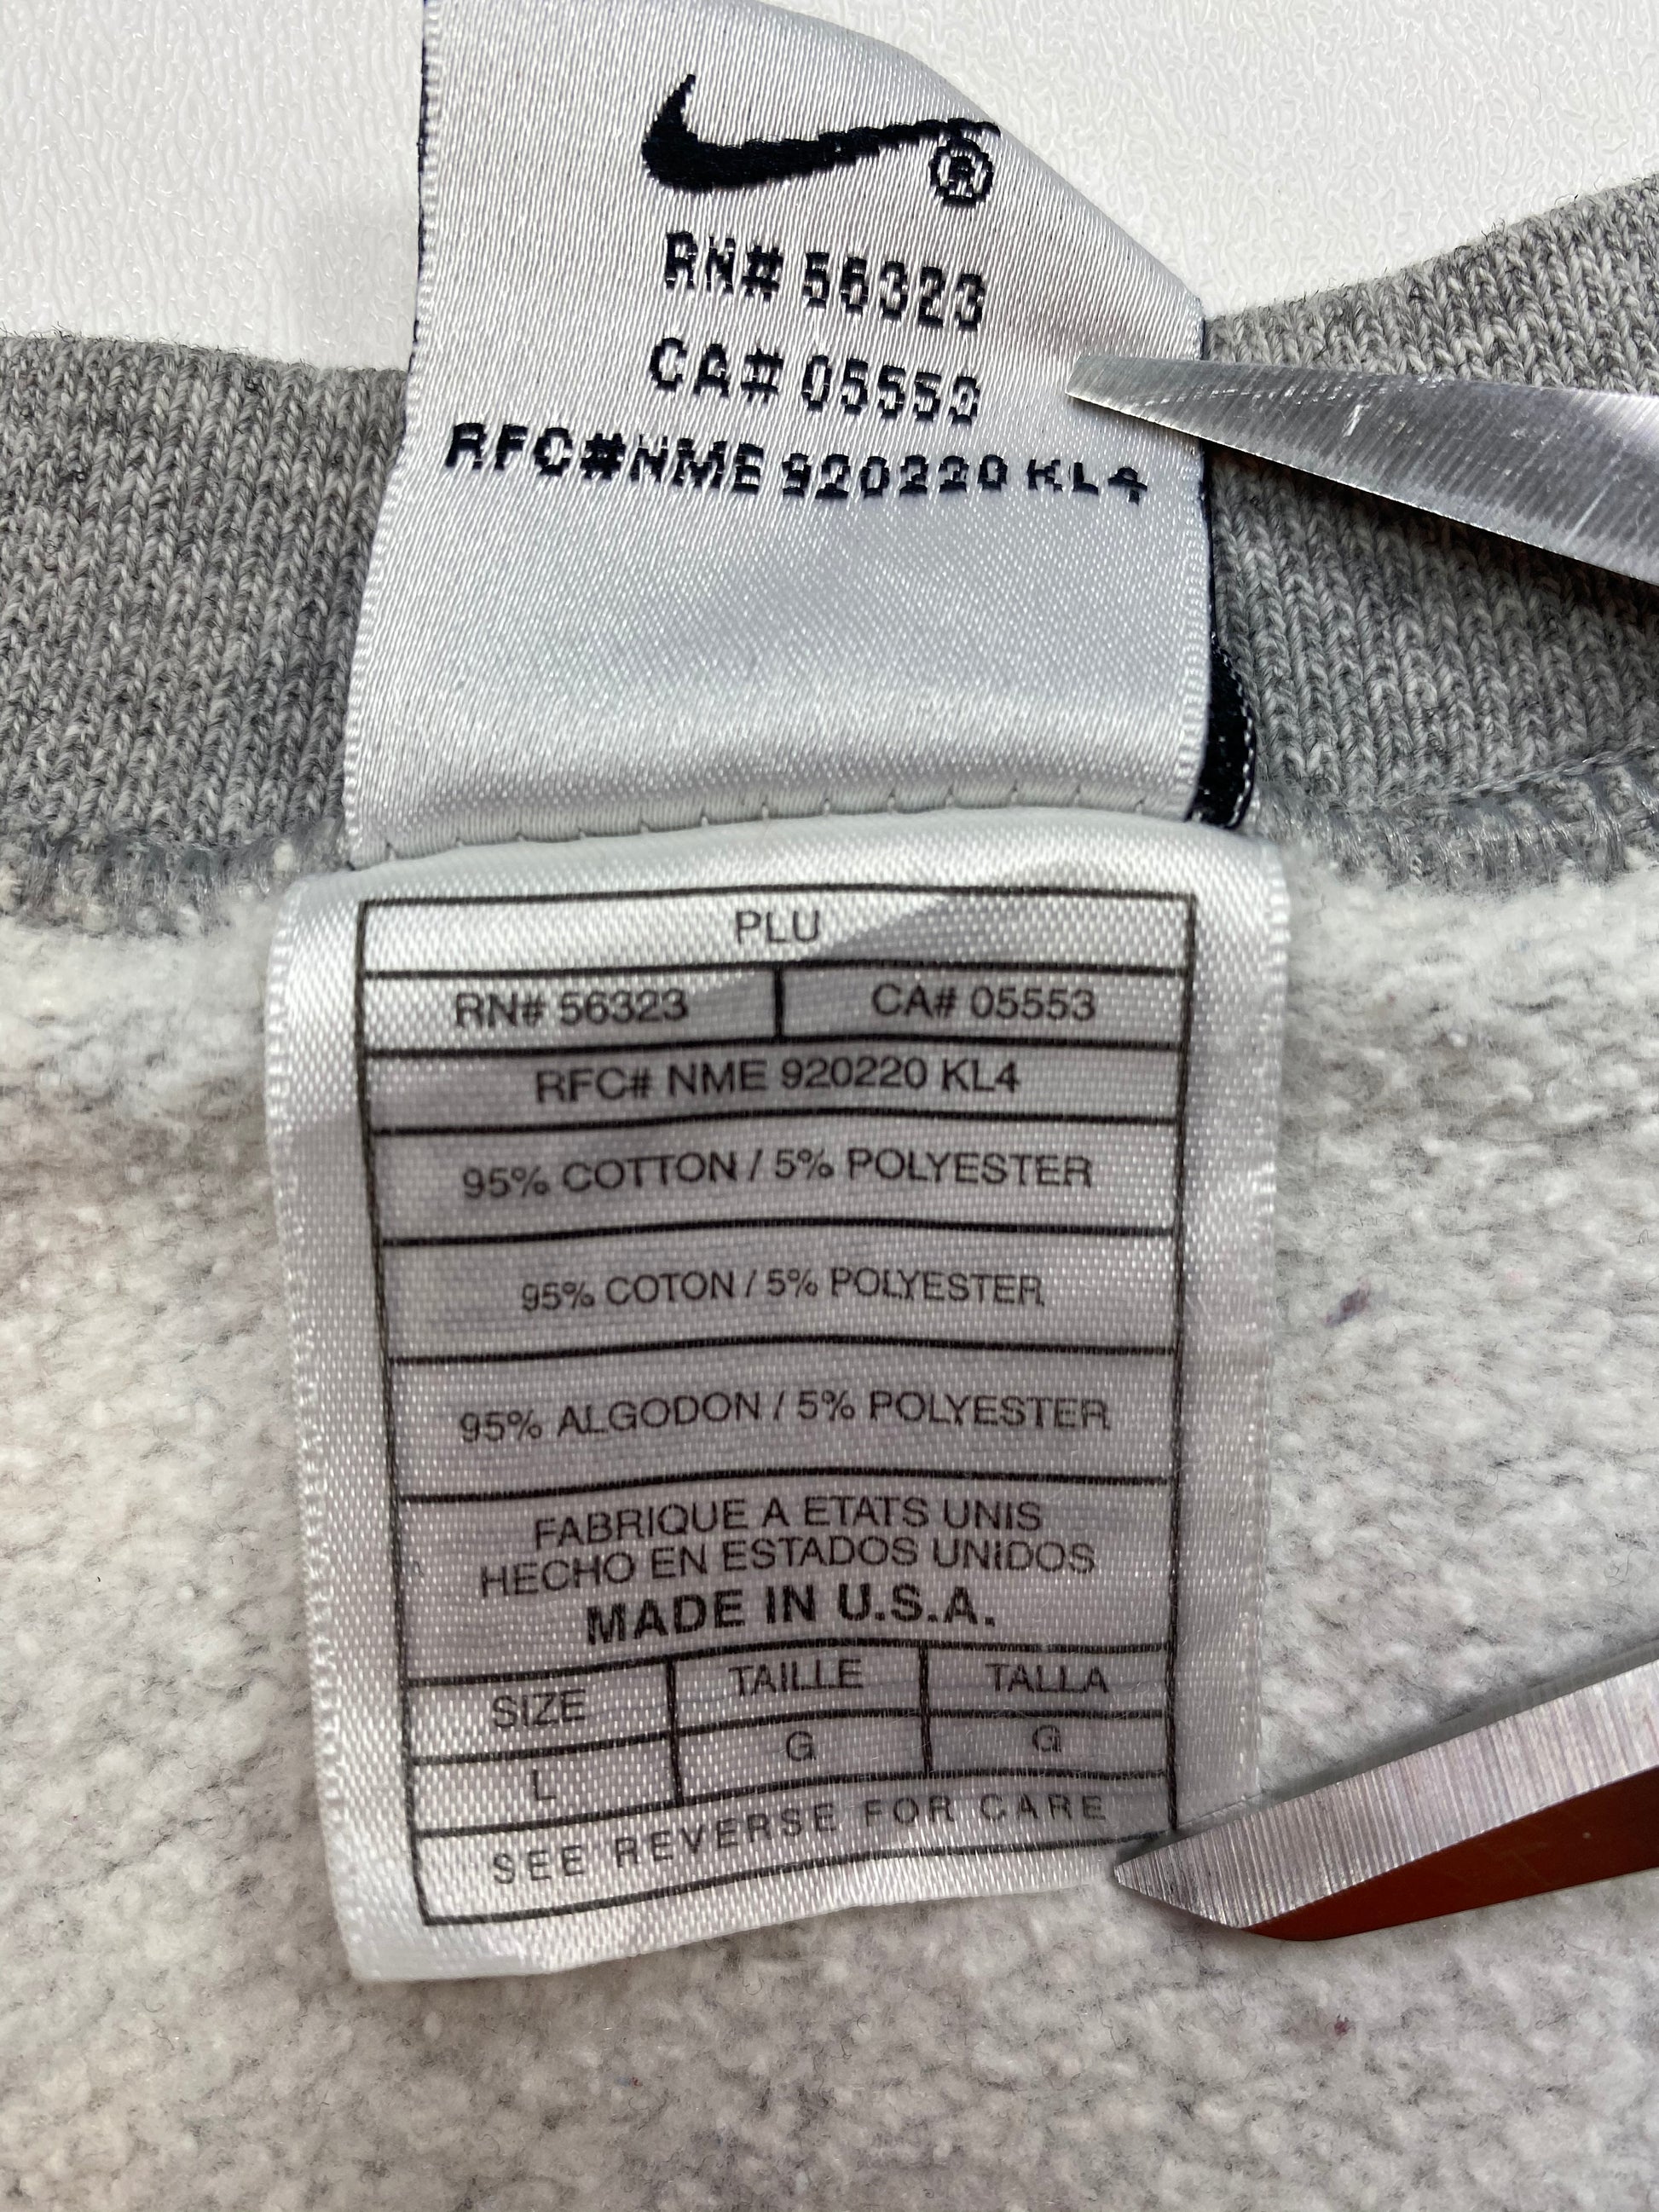 ®
RN# 56323
CA# 05553
RFC#NME 920220 KL4
PLU
RN# 56323 CA# 05553
RFC# NME 920220 KL4
95% COTTON / 5% POLYESTER
95% COTON / 5% POLYESTER
95% ALGODON / 5% POLYESTER
FABRIQUE A ETATS UNIS
HECHO EN ESTADOS UNIDOS
MADE IN U.S.A.
SIZE TAILLE TALLA
L G G
SEE REVERSE FOR CARE